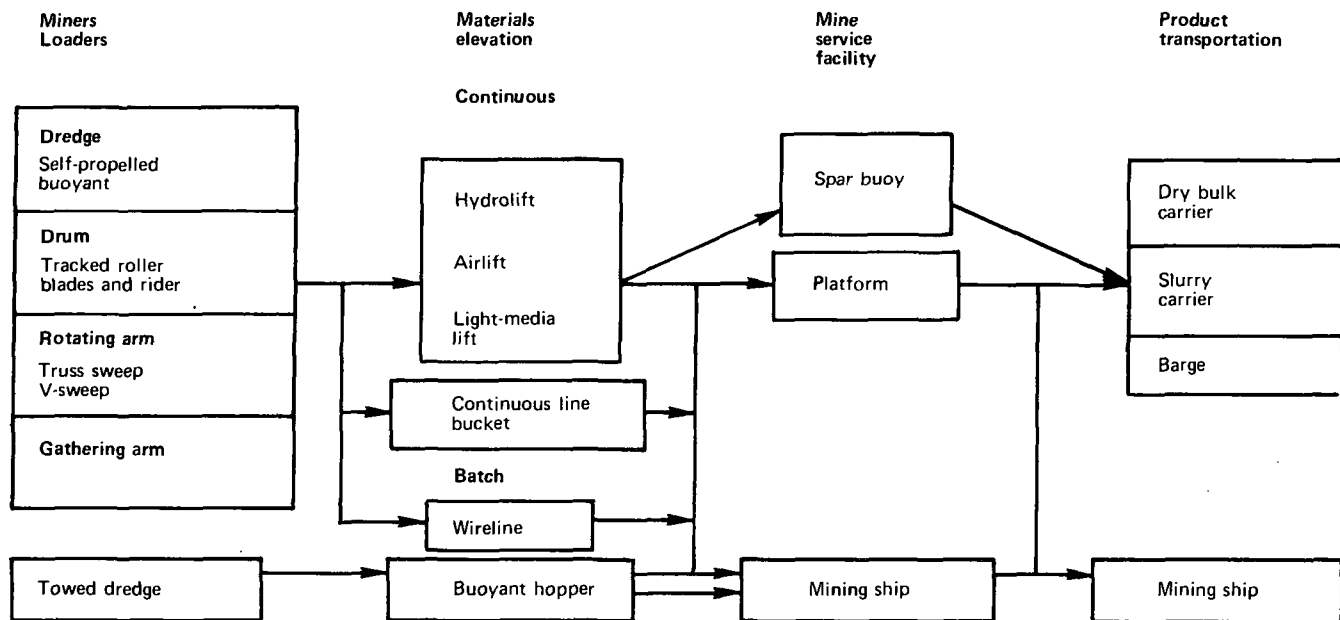 Miners
Loaders
Materials
elevation
Mine
service
facility
Product
transportation
Continuous
Dredge
Self-propelled
buoyant
Drum
Tracked roller
blades and rider
Rotating arm
Truss sweep
V-sweep
Gathering arm
Towed dredge
Hydrolift
Airlift
Light-media
lift
Continuous line
bucket
Batch
Wireline
Buoyant hopper
Spar buoy
Platform
Mining ship
Dry bulk
carrier
Slurry
carrier
Barge
Mining ship